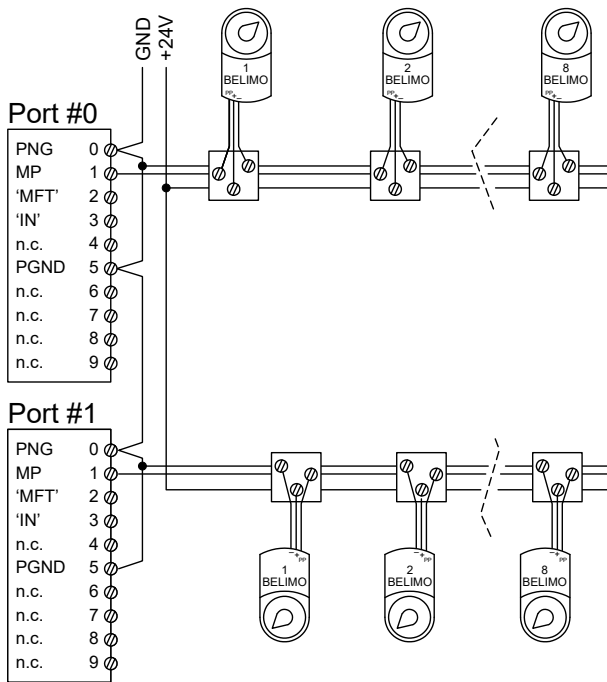 GND
+24V
1
BELIMO
PP + –
2
BELIMO
PP + –
8
BELIMO
PP + –
Port #0
PNG 0
MP 1
‘MFT’ 2
‘IN’ 3
n.c. 4
PGND 5
n.c. 6
n.c. 7
n.c. 8
n.c. 9
Port #1
PNG 0
MP 1
‘MFT’ 2
‘IN’ 3
n.c. 4
PGND 5
n.c. 6
n.c. 7
n.c. 8
n.c. 9
– + PP
1
BELIMO
– + PP
2
BELIMO
– + PP
8
BELIMO